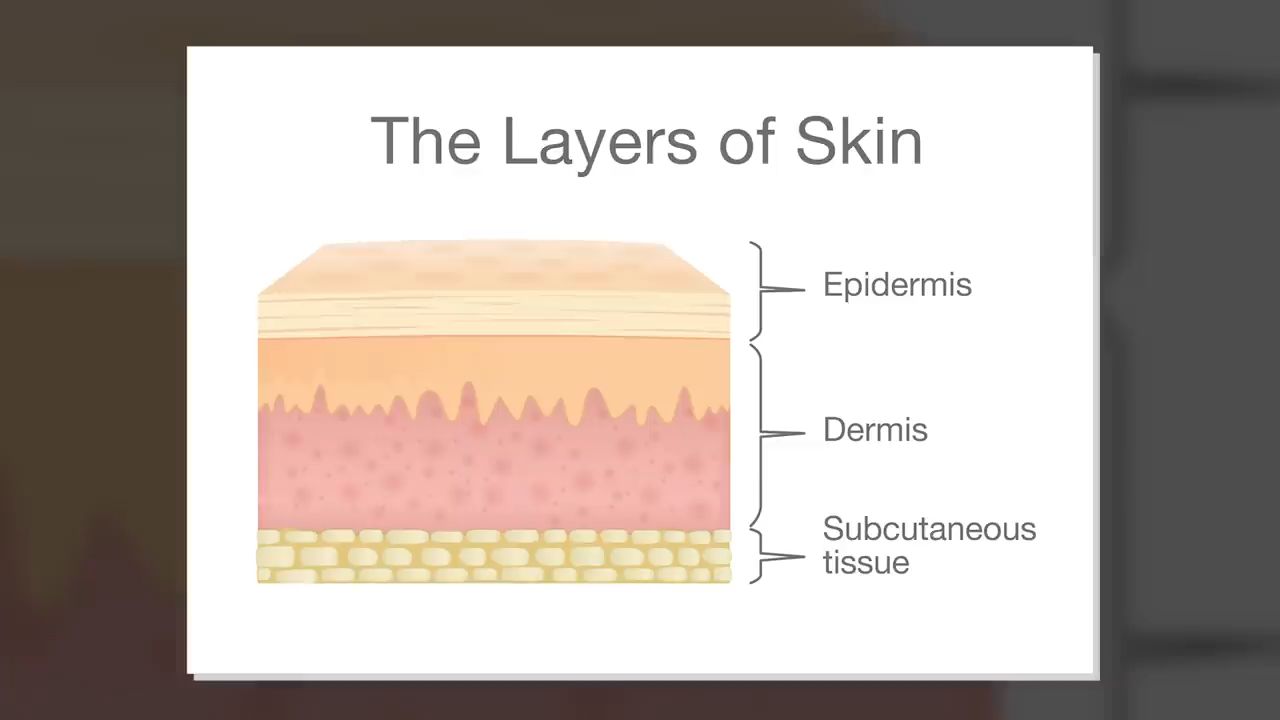 The Layers of Skin
Epidermis
Dermis
Subcutaneous
tissue